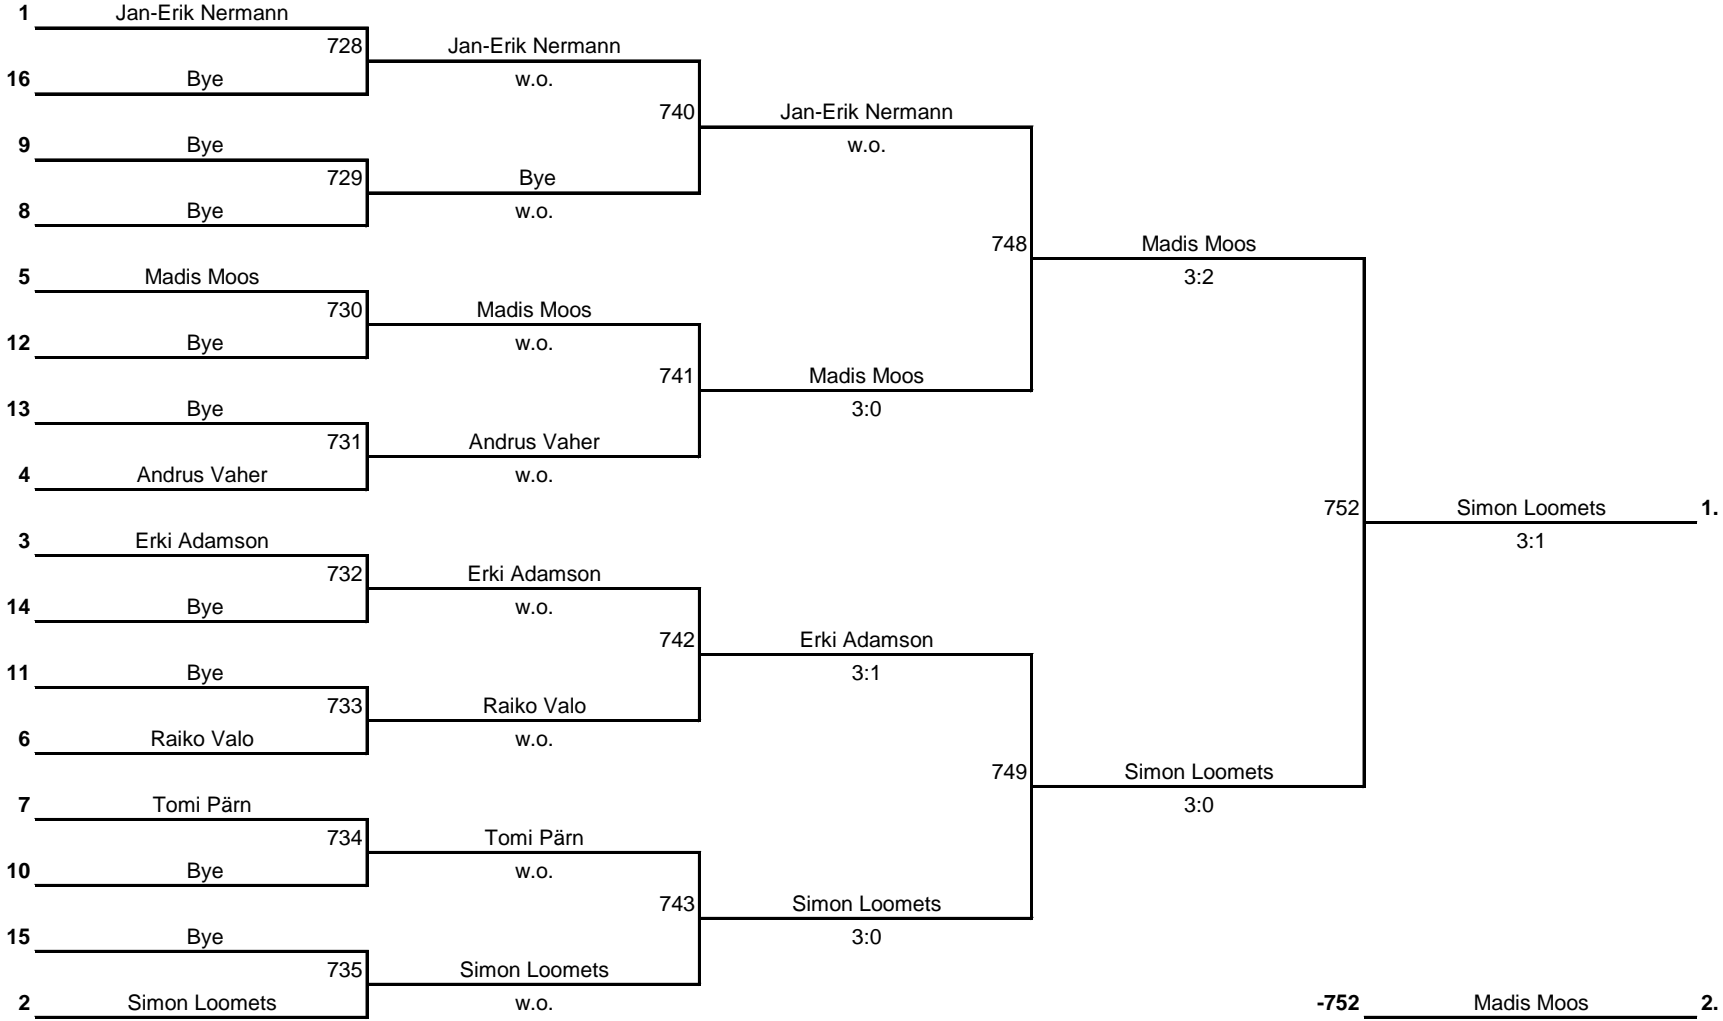 1 Jan-Erik Nermann
728 Jan-Erik Nermann
16 Bye w.o.
740 Jan-Erik Nermann
9 Bye w.o.
729 Bye
8 Bye w.o.
748 Madis Moos
5 Madis Moos 3:2
730 Madis Moos
12 Bye w.o.
741 Madis Moos
13 Bye 3:0
731 Andrus Vaher
4 Andrus Vaher w.o.
752 Simon Loomets 1.
3 Erki Adamson 3:1
732 Erki Adamson
14 Bye w.o.
742 Erki Adamson
11 Bye 3:1
733 Raiko Valo
6 Raiko Valo w.o.
749 Simon Loomets
7 Tomi Pärn 3:0
734 Tomi Pärn
10 Bye w.o.
743 Simon Loomets
15 Bye 3:0
735 Simon Loomets
2 Simon Loomets w.o. -752 Madis Moos 2.